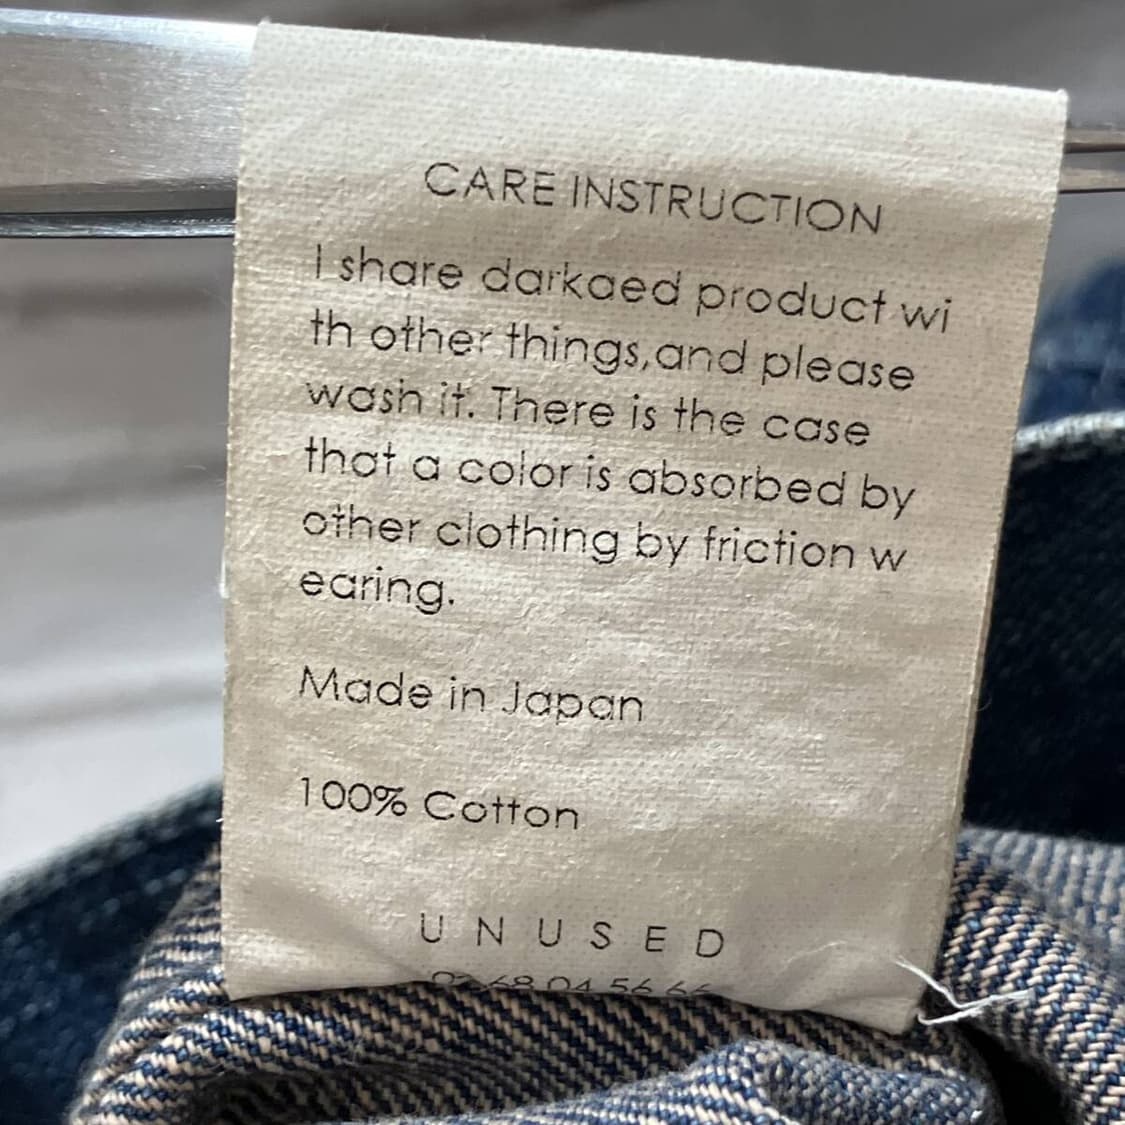 CARE INSTRUCTION
I share darkaed product wi
th other things,and please
wash it. There is the case
that a color is absorbed by
other clothing by friction w
earing.
Made in Japan
100% Cotton
U N U S E D